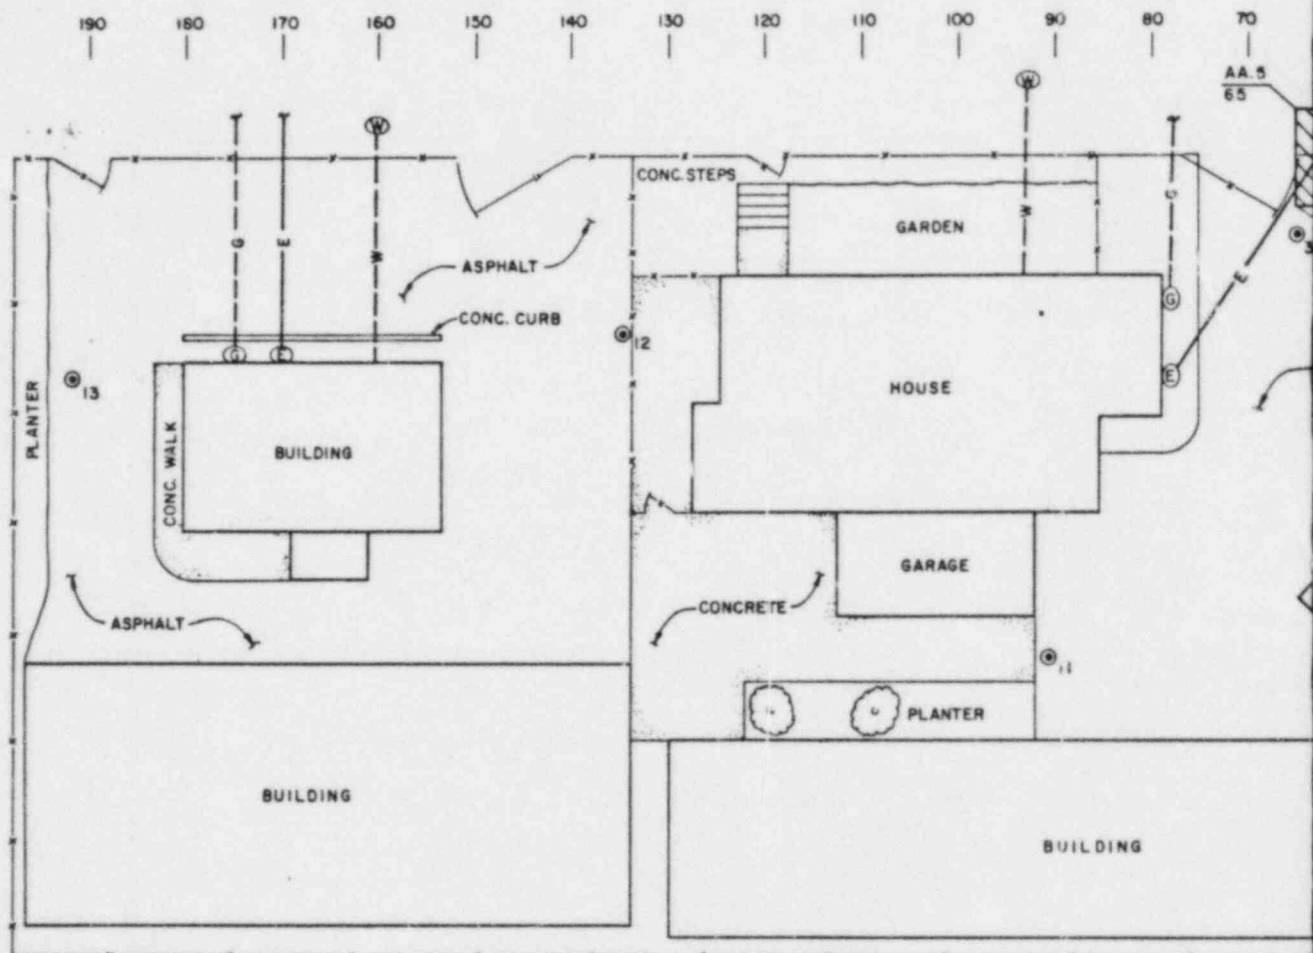 190 180 170 160 150 140 130 120 110 100 90 80 70
AA.5
65
W
W
CONC. STEPS
GARDEN
G
E
W
W
G
E
ASPHALT
CONC. CURB
G
E
G
E
12
13
HOUSE
PLANTER
CONC. WALK
BUILDING
GARAGE
CONCRETE
ASPHALT
11
PLANTER
BUILDING
BUILDING